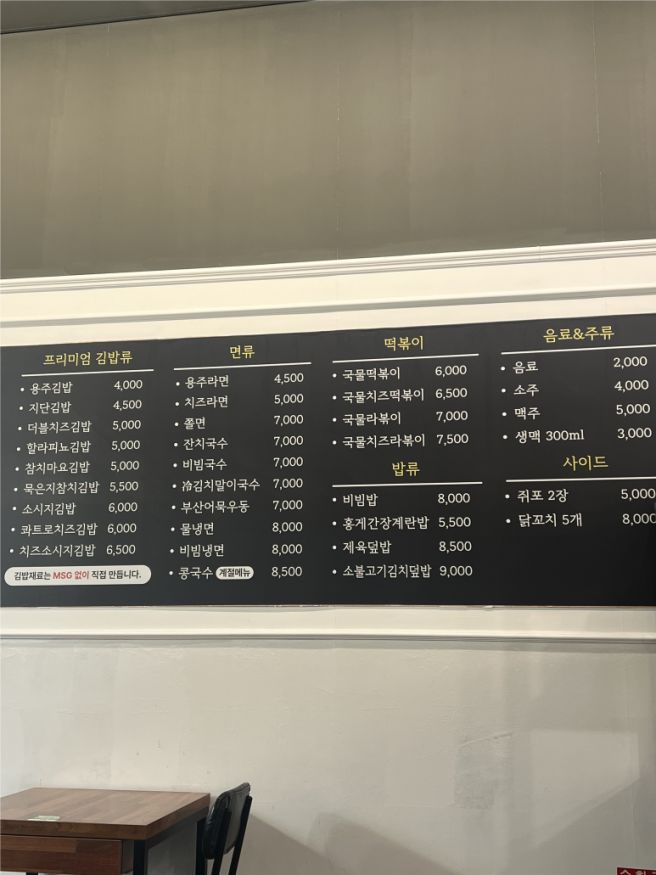 프리미엄 김밥류
• 용주김밥 4,000
• 지단김밥 4,500
• 더블치즈김밥 5,000
• 할라피뇨김밥 5,000
• 참치마요김밥 5,000
• 묵은지참치김밥 5,500
• 소시지김밥 6,000
• 콰트로치즈김밥 6,000
• 치즈소시지김밥 6,500
김밥재료는 MSG 없이 직접 만듭니다.
면류
• 용주라면 4,500
• 치즈라면 5,000
• 쫄면 7,000
• 잔치국수 7,000
• 비빔국수 7,000
• 冷김치말이국수 7,000
• 부산어묵우동 7,000
• 물냉면 8,000
• 비빔냉면 8,000
• 콩국수 계절메뉴 8,500
떡볶이
• 국물떡볶이 6,000
• 국물치즈떡볶이 6,500
• 국물라볶이 7,000
• 국물치즈라볶이 7,500
밥류
• 비빔밥 8,000
• 홍게간장계란밥 5,500
• 제육덮밥 8,500
• 소불고기김치덮밥 9,000
음료&주류
• 음료 2,000
• 소주 4,000
• 맥주 5,000
• 생맥 300ml 3,000
사이드
• 쥐포 2장 5,000
• 닭꼬치 5개 8,000